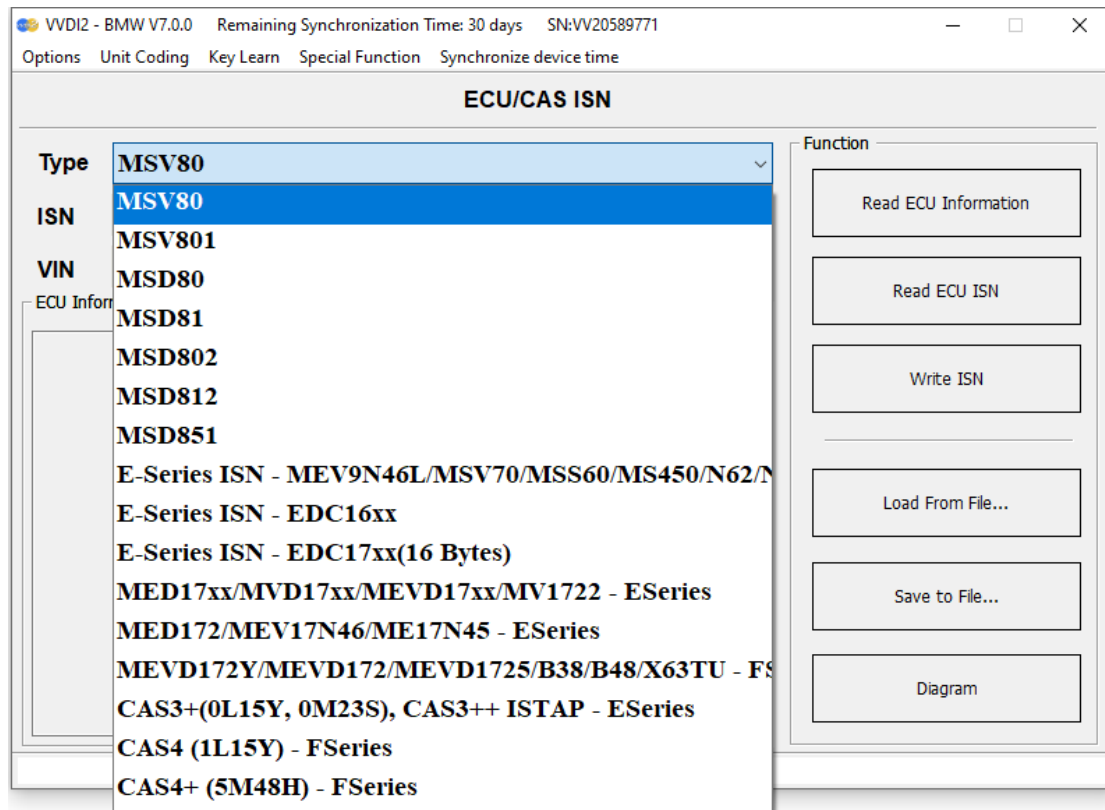 VVDI2 - BMW V7.0.0 Remaining Synchronization Time: 30 days SN:VV20589771
Options Unit Coding Key Learn Special Function Synchronize device time
ECU/CAS ISN
Type MSV80
ISN
VIN
ECU Inforr
MSV80
MSV801
MSD80
MSD81
MSD802
MSD812
MSD851
E-Series ISN - MEV9N46L/MSV70/MSS60/MS450/N62/N
E-Series ISN - EDC16xx
E-Series ISN - EDC17xx(16 Bytes)
MED17xx/MVD17xx/MEVD17xx/MV1722 - ESeries
MED172/MEV17N46/ME17N45 - ESeries
MEVD172Y/MEVD172/MEVD1725/B38/B48/X63TU - FS
CAS3+(0L15Y, 0M23S), CAS3++ ISTAP - ESeries
CAS4 (1L15Y) - FSeries
CAS4+ (5M48H) - FSeries
Function
Read ECU Information
Read ECU ISN
Write ISN
Load From File...
Save to File...
Diagram